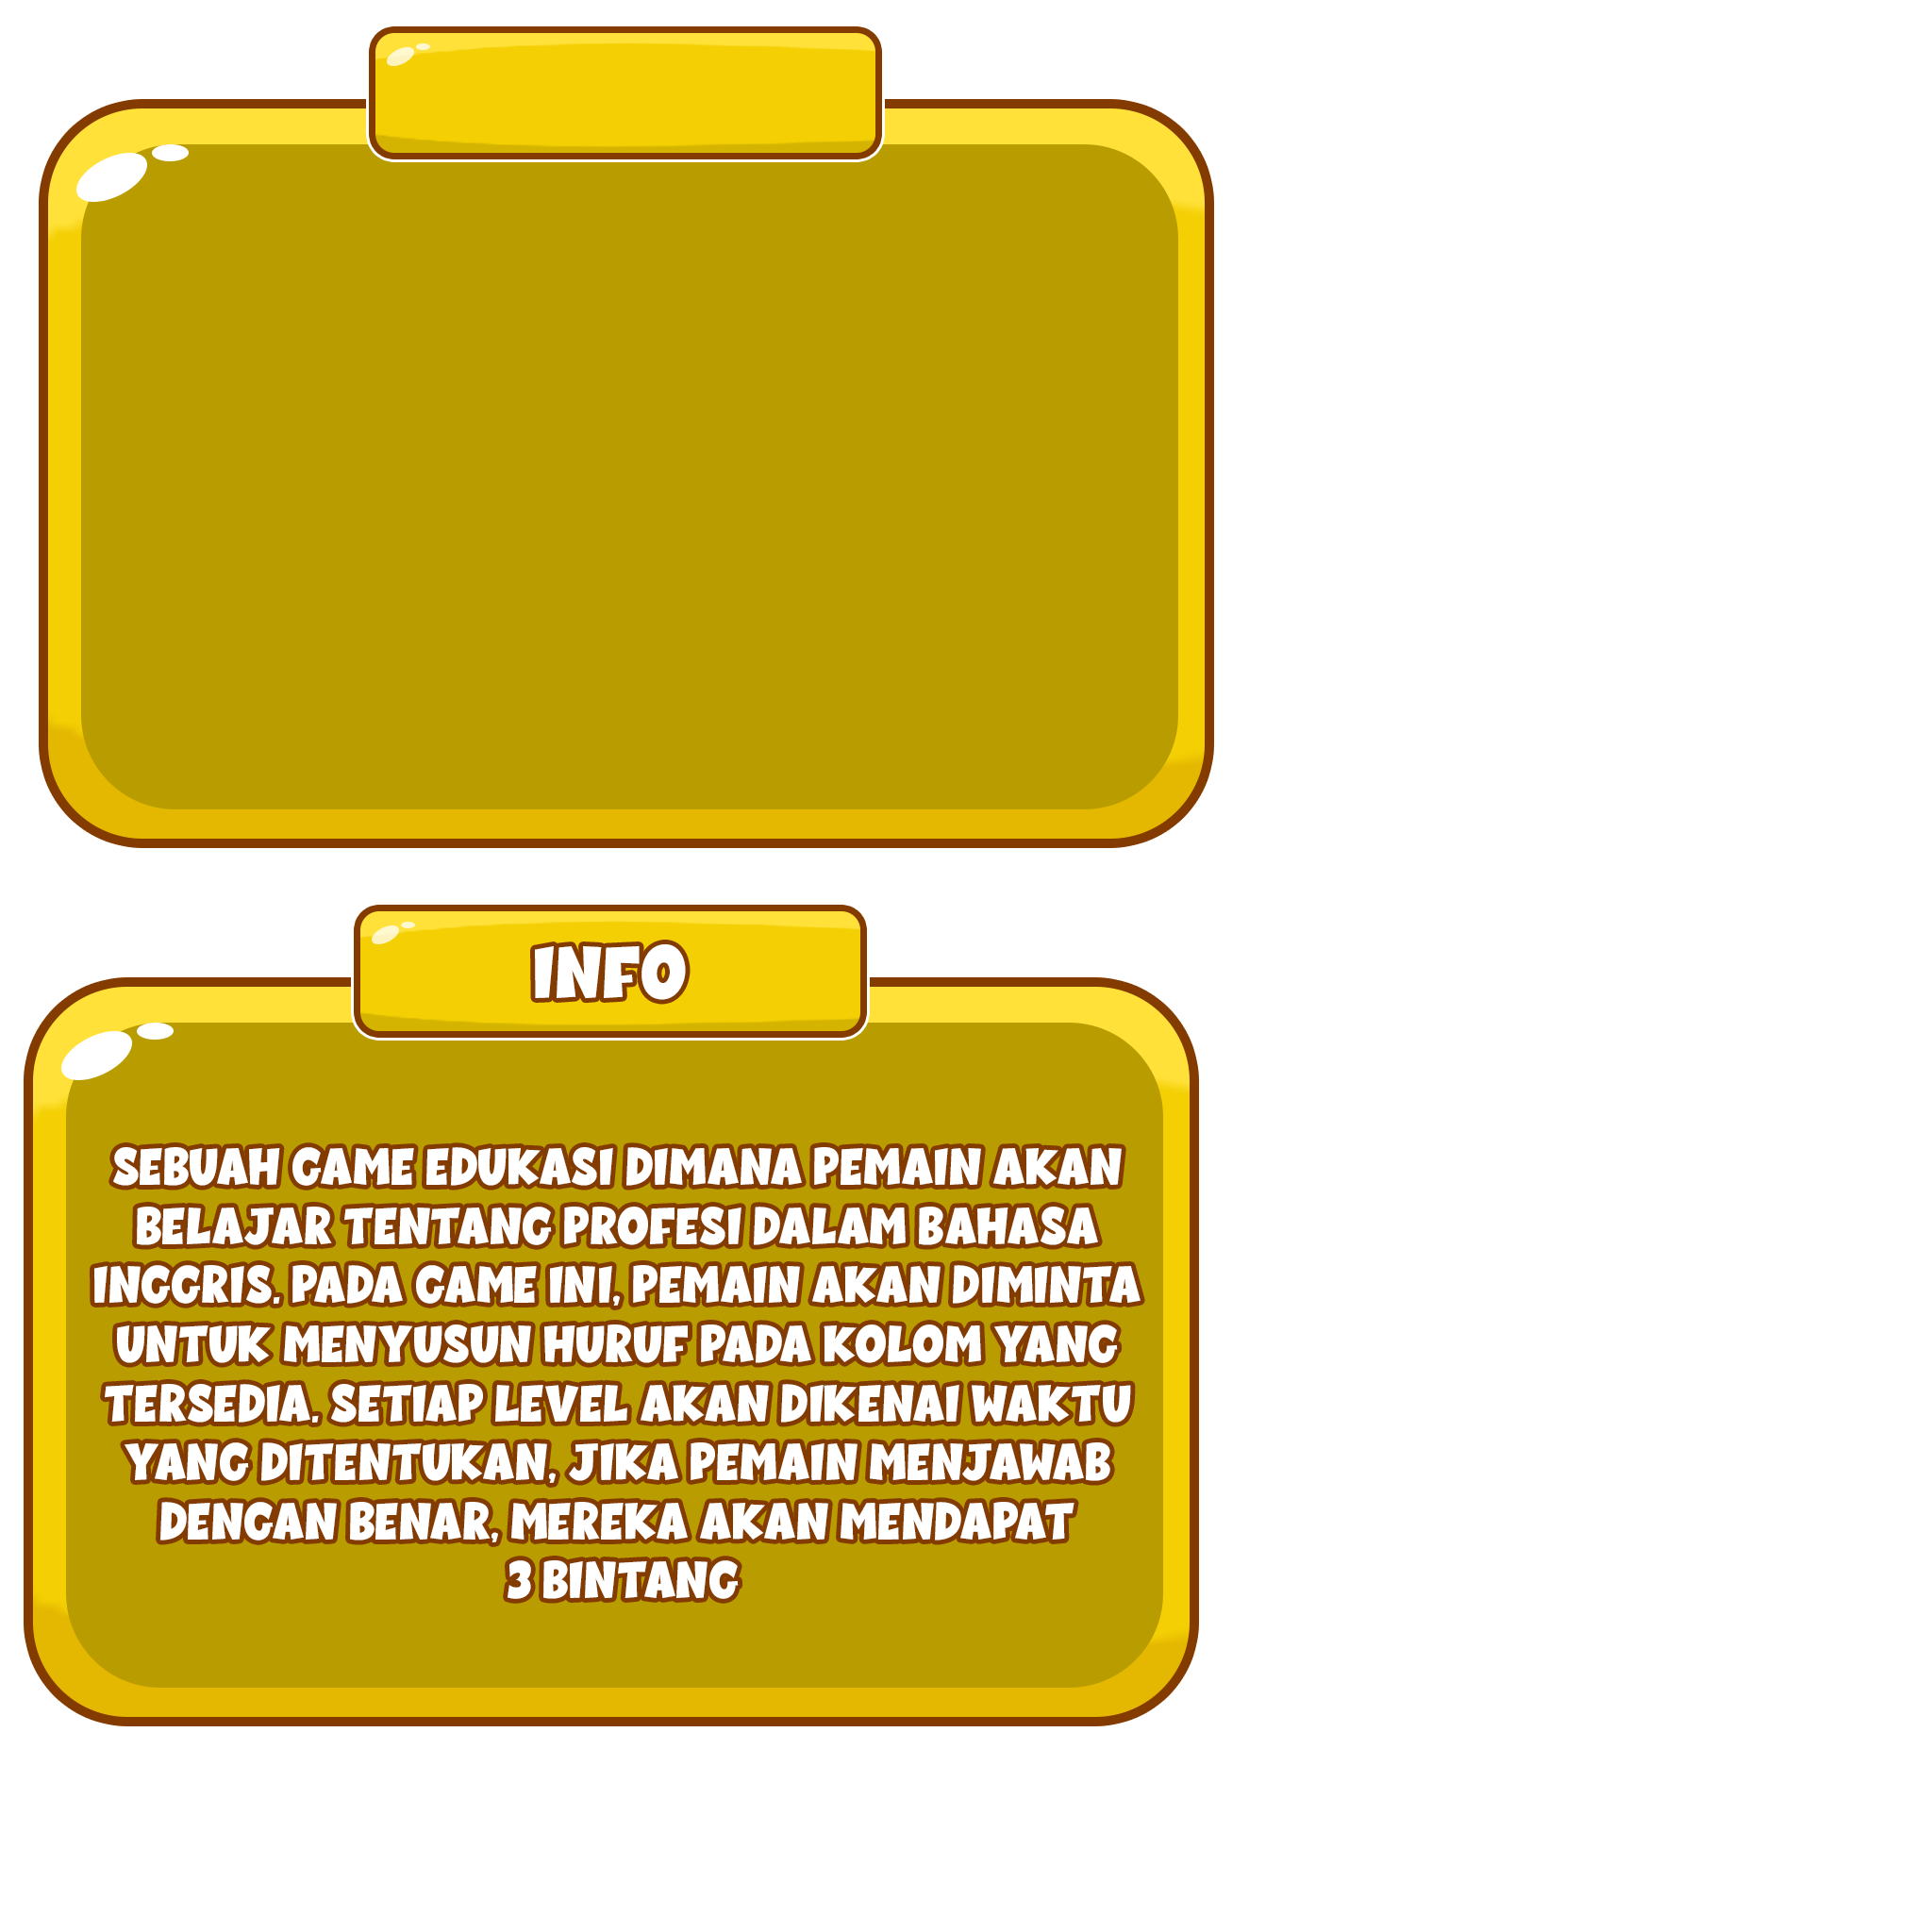 INFO
SEBUAH GAME EDUKASI DIMANA PEMAIN AKAN
BELAJAR TENTANG PROFESI DALAM BAHASA
INGGRIS. PADA GAME INI, PEMAIN AKAN DIMINTA
UNTUK MENYUSUN HURUF PADA KOLOM YANG
TERSEDIA. SETIAP LEVEL AKAN DIKENAI WAKTU
YANG DITENTUKAN, JIKA PEMAIN MENJAWAB
DENGAN BENAR, MEREKA AKAN MENDAPAT
3 BINTANG